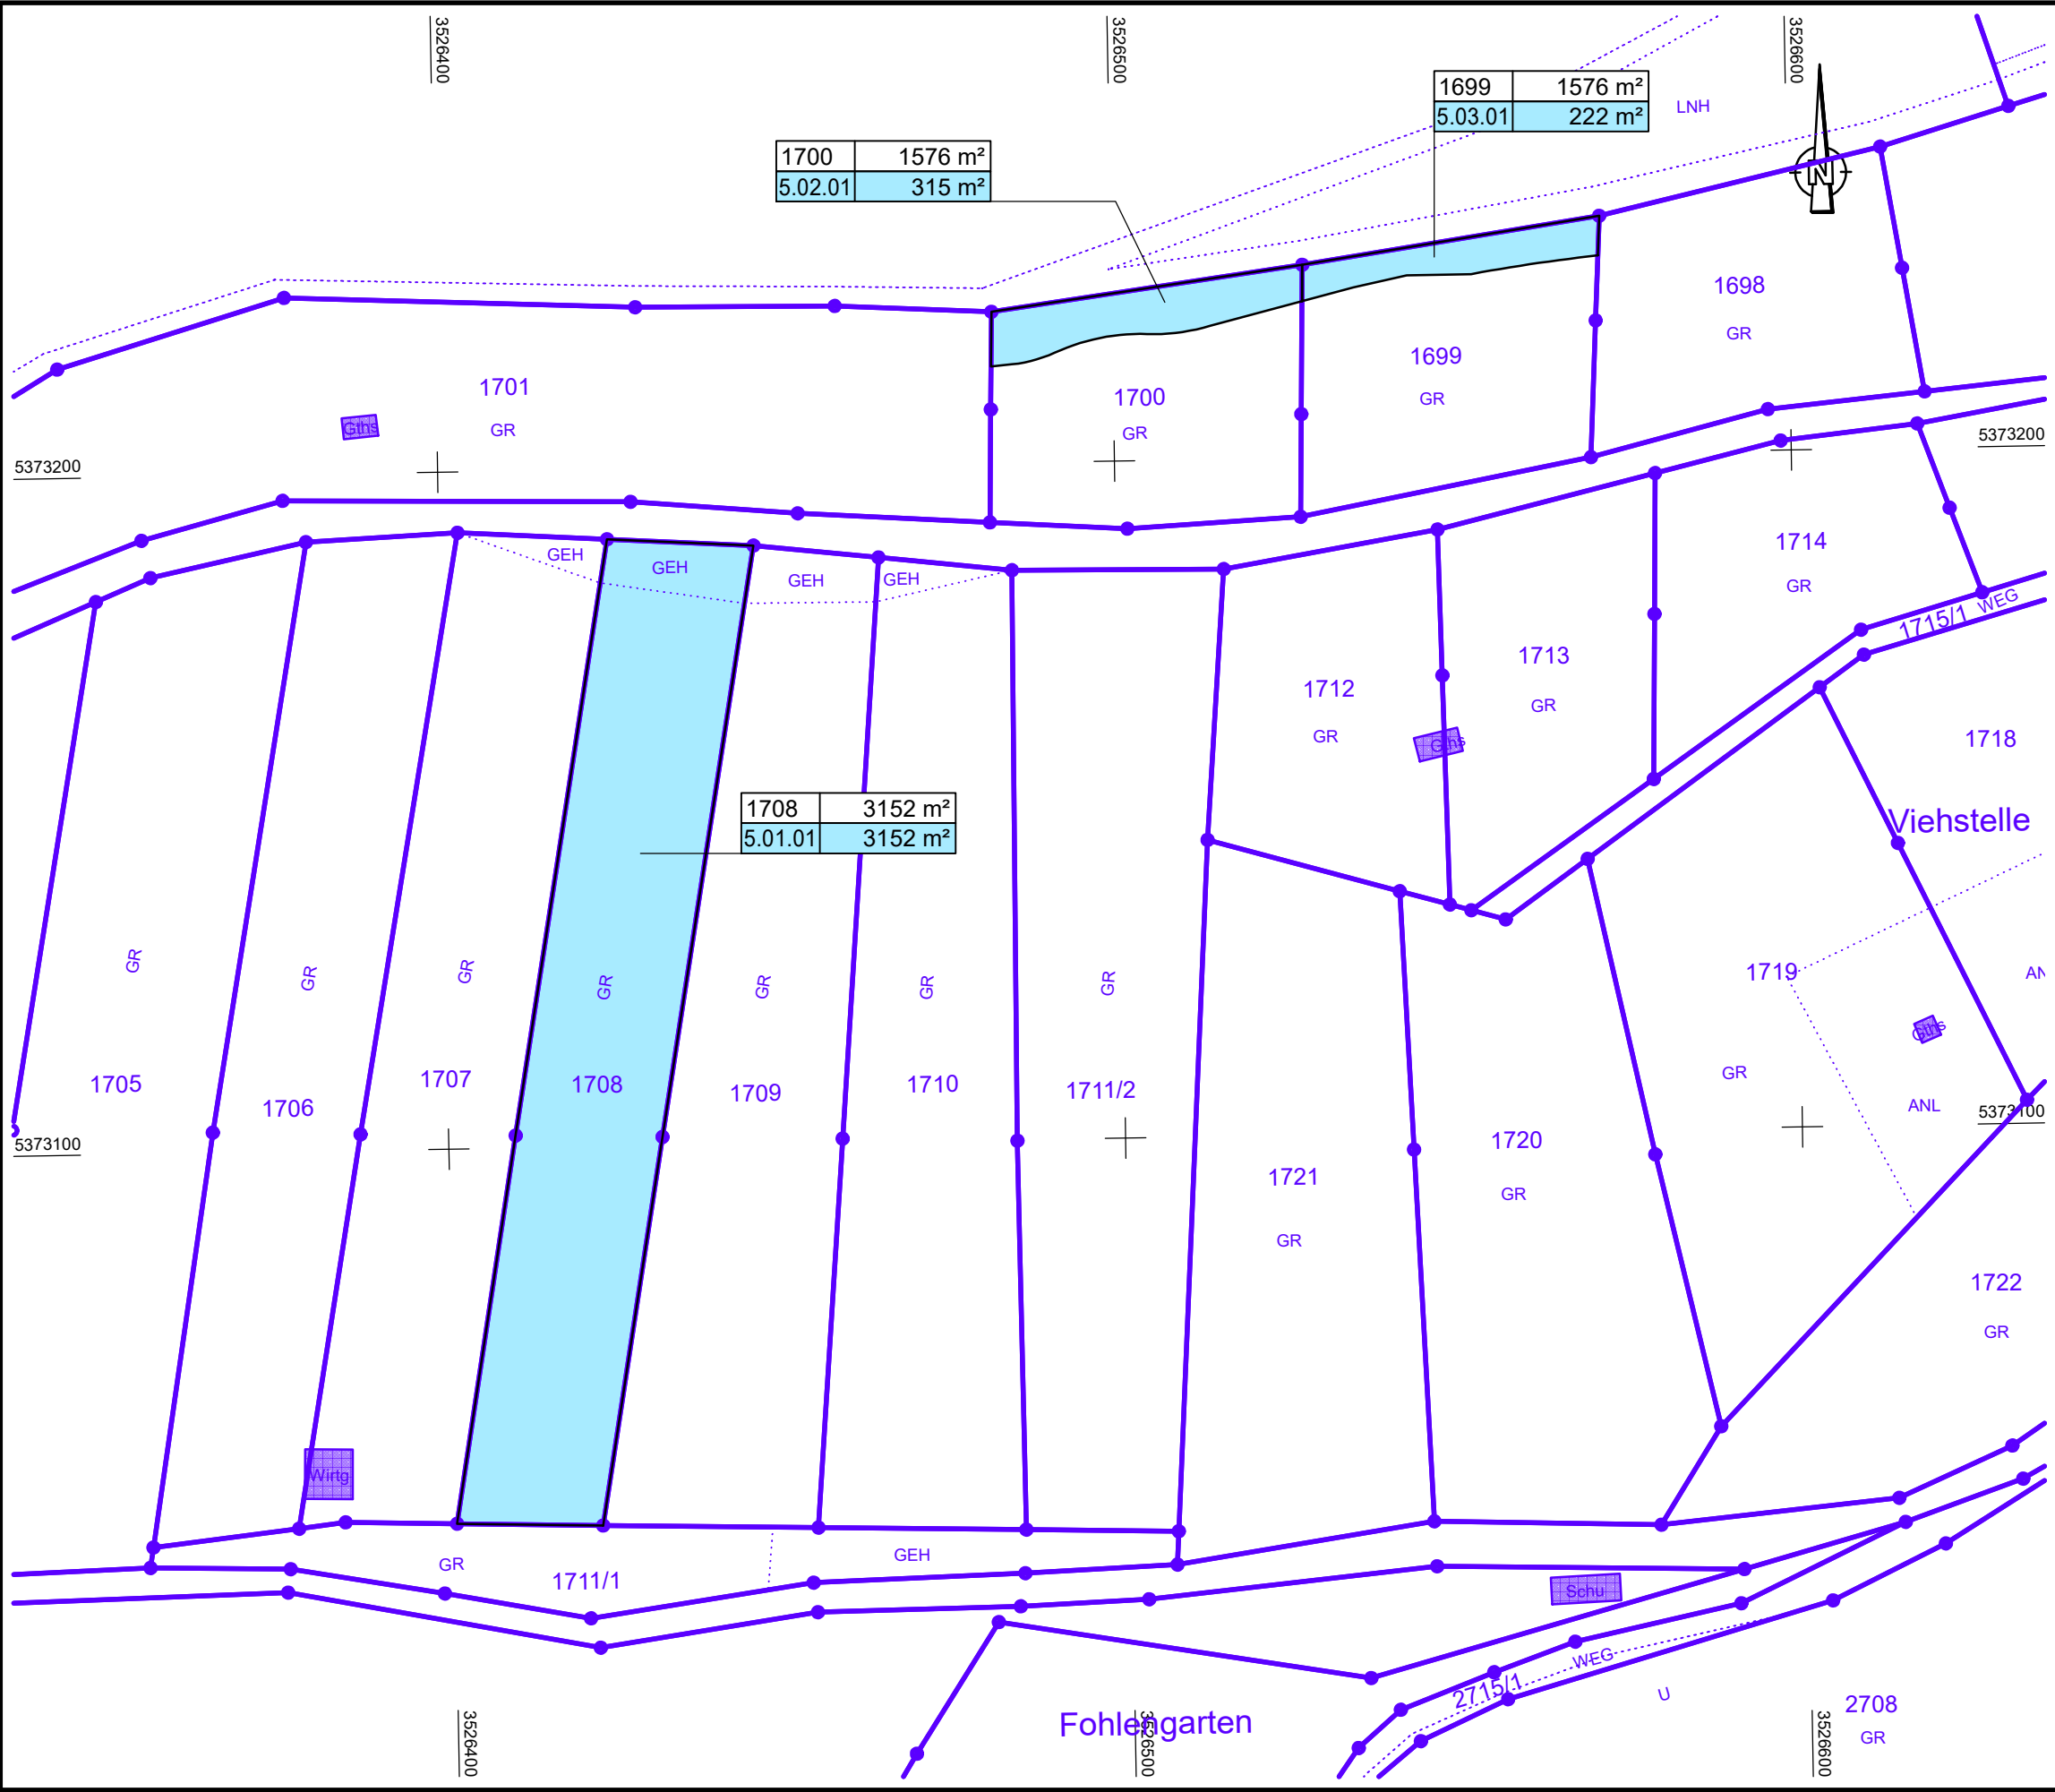 3526400
3526500
3526600
1699 1576 m²
5.03.01 222 m²
LNH
1700 1576 m²
5.02.01 315 m²
N
1698
GR
1699
GR
1701
GR
Gths
1700
GR
5373200
5373200
GEH
GEH
GEH
GEH
1714
GR
1715/1 WEG
1713
GR
1712
GR
Gths
1718
Viehstelle
1708 3152 m²
5.01.01 3152 m²
GR
GR
GR
GR
GR
GR
GR
1719
AN
Gths
GR
ANL
1705
1706
1707
1708
1709
1710
1711/2
5373100
5373100
1720
GR
1721
GR
1722
GR
Wirtg
GR
1711/1
GEH
Schu
WEG
2715/1
U
2708
GR
Fohlengarten
3526400
3526500
3526600